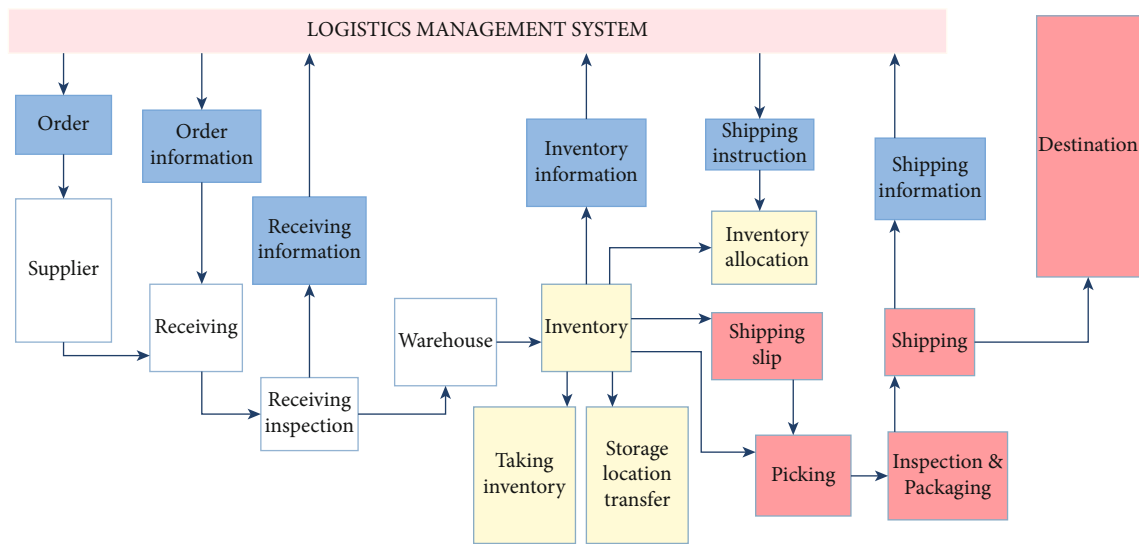 LOGISTICS MANAGEMENT SYSTEM
Order
Order
information
Supplier
Receiving
Receiving
information
Receiving
inspection
Warehouse
Inventory
information
Inventory
Taking
inventory
Storage
location
transfer
Shipping
instruction
Inventory
allocation
Shipping
slip
Picking
Inspection &
Packaging
Shipping
Shipping
information
Destination